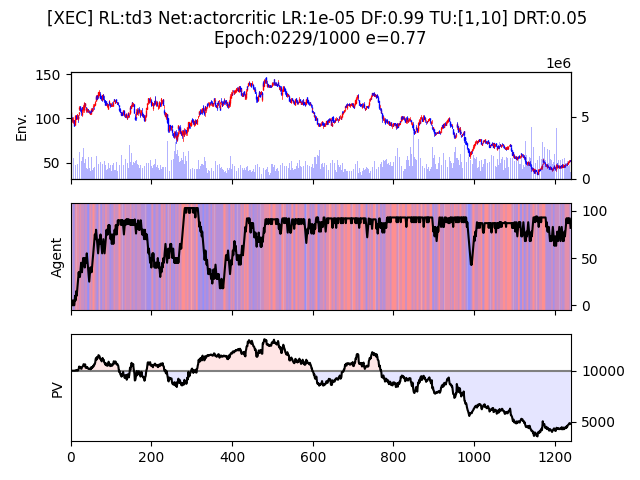 [XEC] RL:td3 Net:actorcritic LR:1e-05 DF:0.99 TU:[1,10] DRT:0.05
Epoch:0229/1000 e=0.77
1e6
150
100
50
Env.
5
0
Agent
100
50
0
PV
10000
5000
0 200 400 600 800 1000 1200